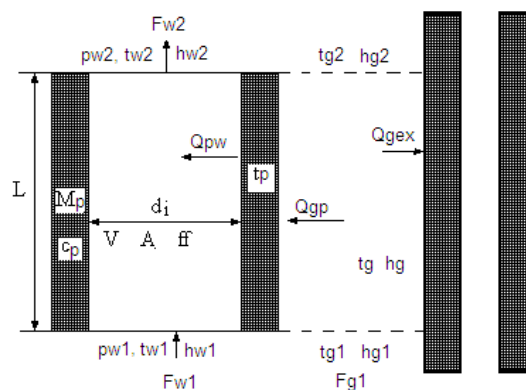 Fw2
pw2, tw2 hw2
tg2 hg2
Qpw
Qgex
tp
L
Mp
di
Qgp
cp
V A ff
tg hg
pw1, tw1 hw1
tg1 hg1
Fw1
Fg1